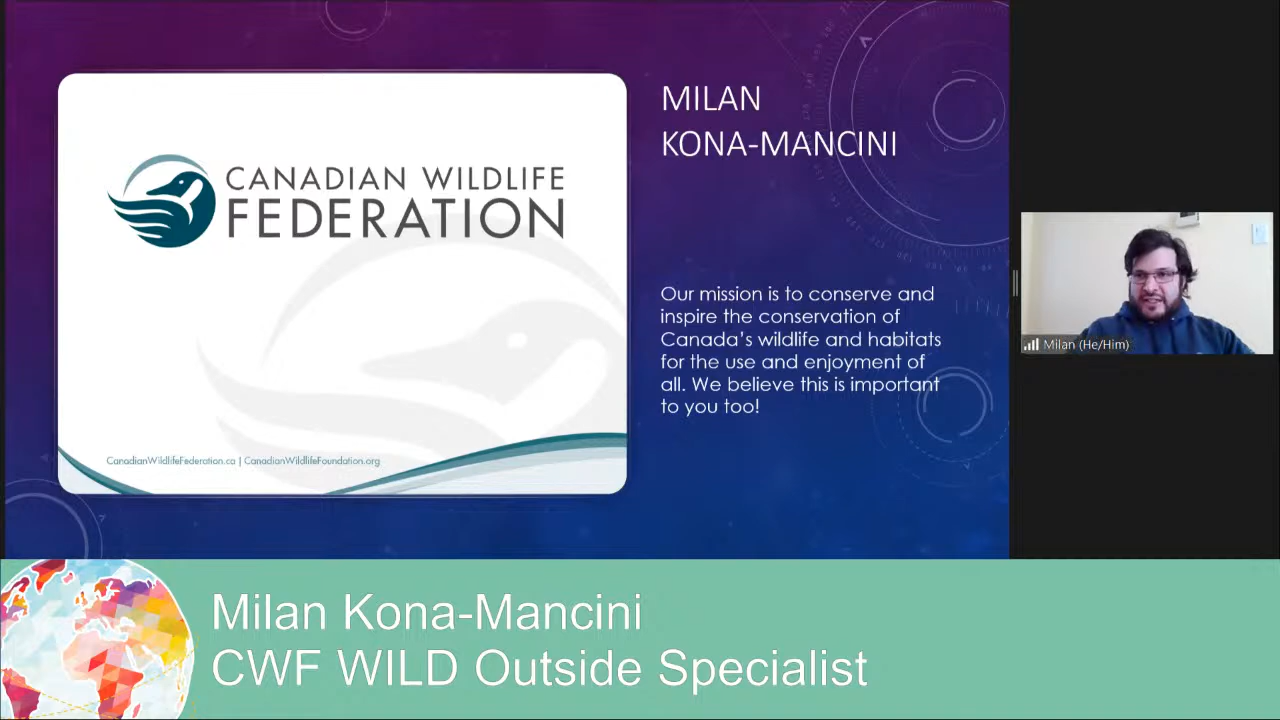 CANADIAN WILDLIFE
FEDERATION
CanadianWildlifeFederation.ca | CanadianWildlifeFoundation.org
MILAN
KONA-MANCINI
Our mission is to conserve and
inspire the conservation of
Canada's wildlife and habitats
for the use and enjoyment of
all. We believe this is important
to you too!
Milan (He/Him)
Milan Kona-Mancini
CWF WILD Outside Specialist